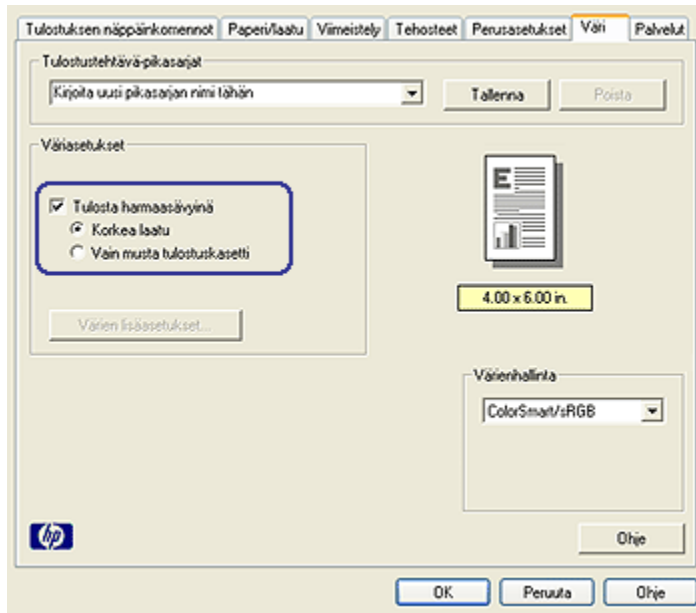 Tulostuksen näppäinkomennot Paperi/laatu Viimeistely Tehosteet Perusasetukset Väri Palvelut
Tulostustehtävä-pikasarjat
Kirjoita uusi pikasarjan nimi tähän Tallenna Poista
Väriasetukset
Tulosta harmaasävyinä
Korkea laatu
Vain musta tulostuskasetti
E
4.00 x 6.00 in.
Värien lisäasetukset...
Värienhallinta
ColorSmart/sRGB
hp
Ohje
OK Peruuta Ohje